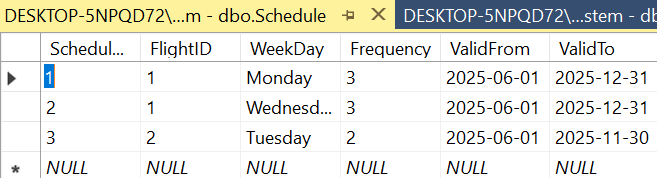 DESKTOP-5NPQD72\...m - dbo.Schedule DESKTOP-5NPQD72\...stem - db
Schedul... FlightID WeekDay Frequency ValidFrom ValidTo
1 1 Monday 3 2025-06-01 2025-12-31
2 1 Wednesd... 3 2025-06-01 2025-12-31
3 2 Tuesday 2 2025-06-01 2025-11-30
NULL NULL NULL NULL NULL NULL